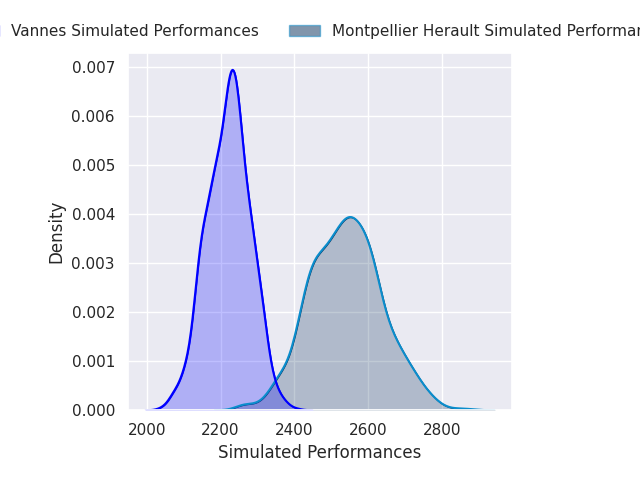 Vannes Simulated Performances
Montpellier Herault Simulated
0.007
0.006
0.005
0.004
0.003
0.002
0.001
0.000
Density
2000 2200 2400 2600 2800
Simulated Performances